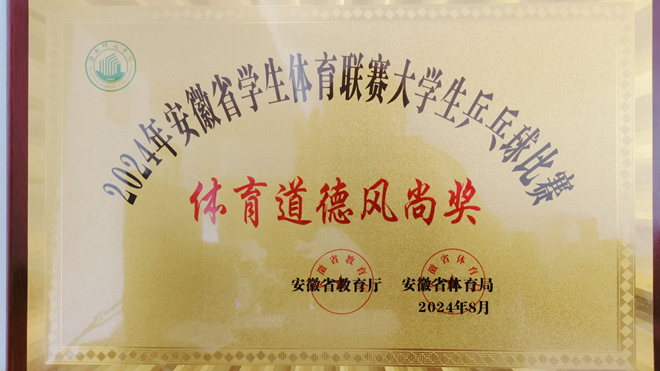 2024年安徽省学生体育联赛大学生乒乓球比赛
体育道德风尚奖
安徽省教育厅 安徽省体育局
2024年8月